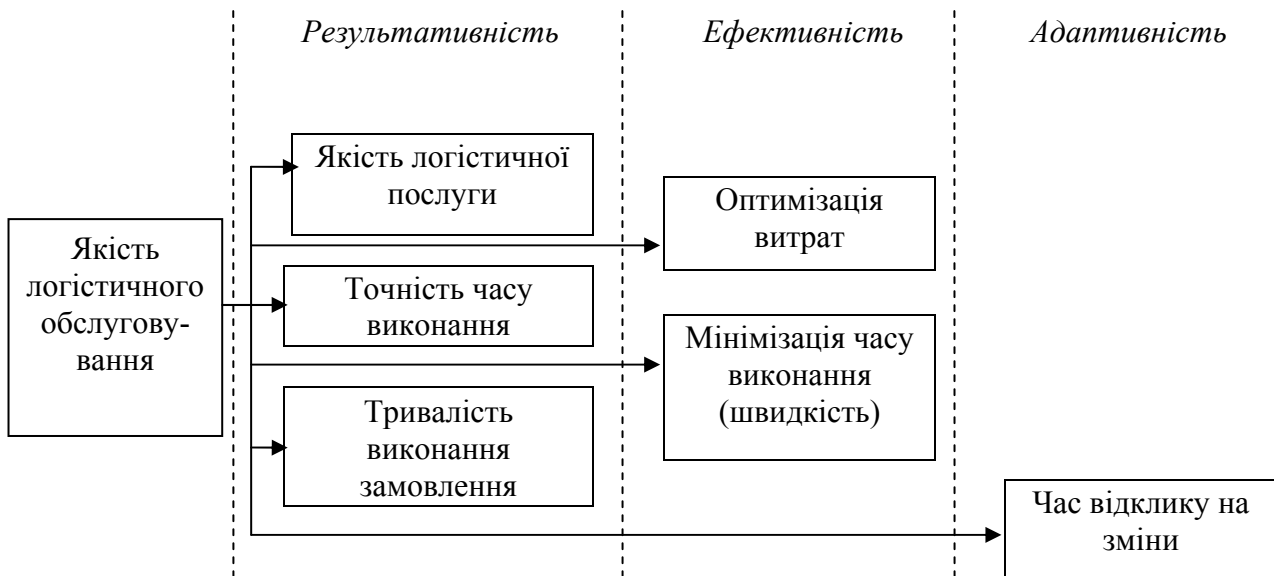 Результативність
Ефективність
Адаптивність
Якість логістичної
послуги
Оптимізація
витрат
Якість
логістичного
обслугову-
вання
Точність часу
виконання
Мінімізація часу
виконання
(швидкість)
Тривалість
виконання
замовлення
Час відклику на
зміни